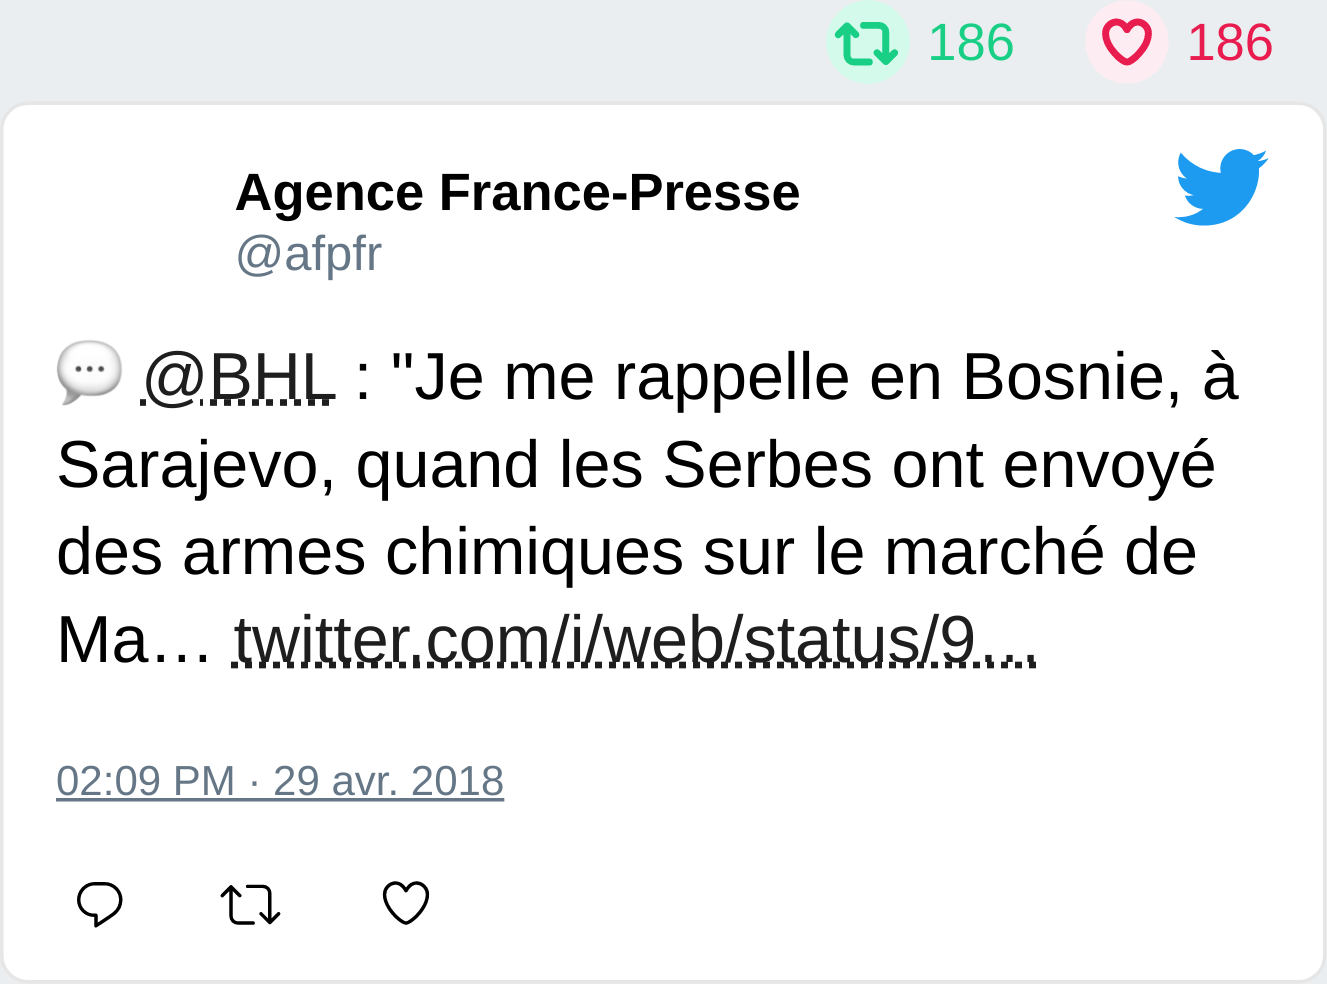 186 186
Agence France-Presse
@afpfr
💬 @BHL : "Je me rappelle en Bosnie, à
Sarajevo, quand les Serbes ont envoyé
des armes chimiques sur le marché de
Ma… twitter.com/i/web/status/9…
02:09 PM · 29 avr. 2018